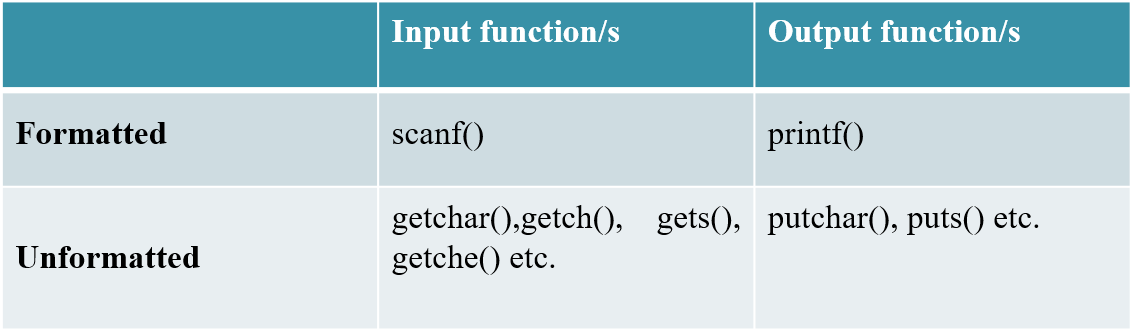 Input function/s
Output function/s
Formatted
scanf()
printf()
Unformatted
getchar(),getch(), gets(),
getche() etc.
putchar(), puts() etc.